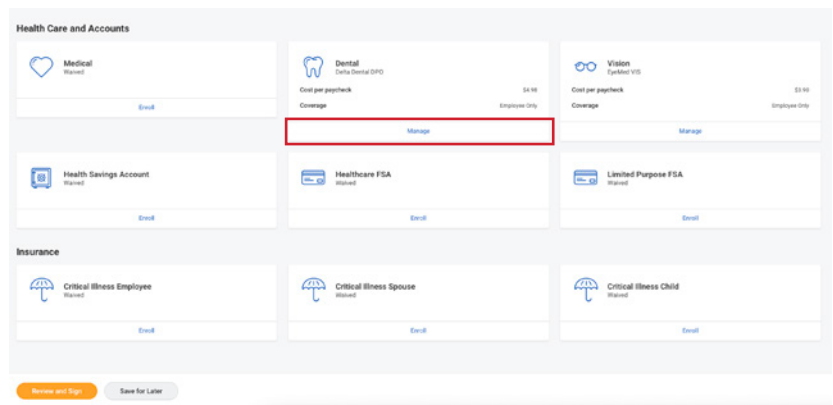 Health Care and Accounts
Medical
Waived
Enroll
Dental
Delta Dental DPO
Cost per paycheck $4.98
Coverage Employee Only
Manage
Vision
EyeMed VIS
Cost per paycheck $3.90
Coverage Employee Only
Manage
Health Savings Account
Waived
Enroll
Healthcare FSA
Waived
Enroll
Limited Purpose FSA
Waived
Enroll
Insurance
Critical Illness Employee
Waived
Enroll
Critical Illness Spouse
Waived
Enroll
Critical Illness Child
Waived
Enroll
Review and Sign
Save for Later